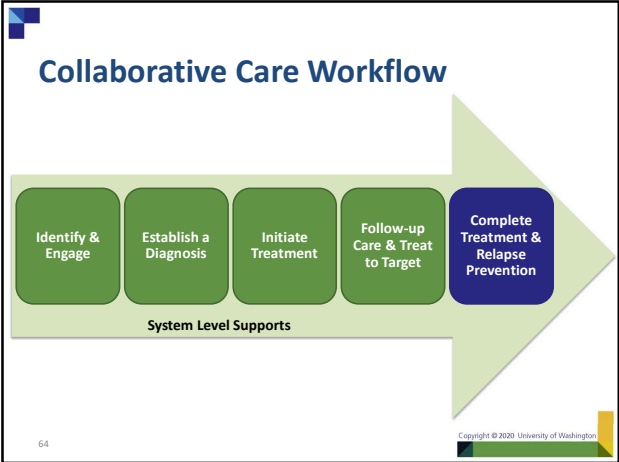 Collaborative Care Workflow
Identify &
Engage
Establish a
Diagnosis
Initiate
Treatment
Follow-up
Care & Treat
to Target
Complete
Treatment &
Relapse
Prevention
System Level Supports
64
Copyright © 2020 University of Washington